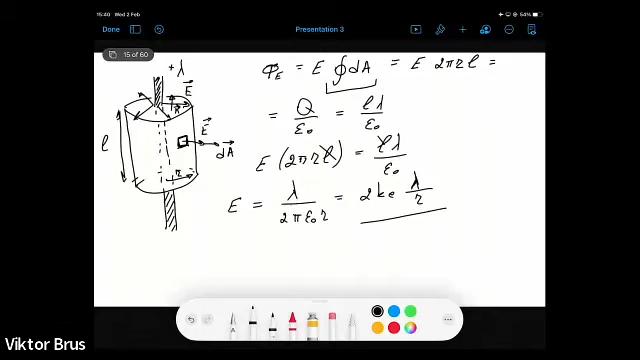 15:40 Wed 2 Feb
54%
Done Presentation 3
15 of 60
+λ
Φ_E = E ∮dA = E 2πrl =
= Q/ε₀ = lλ/ε₀
E (2πrl) = lλ/ε₀
E = λ/2πε₀r = 2ke λ/r
E
R
E
dA
l
r
Viktor Brus